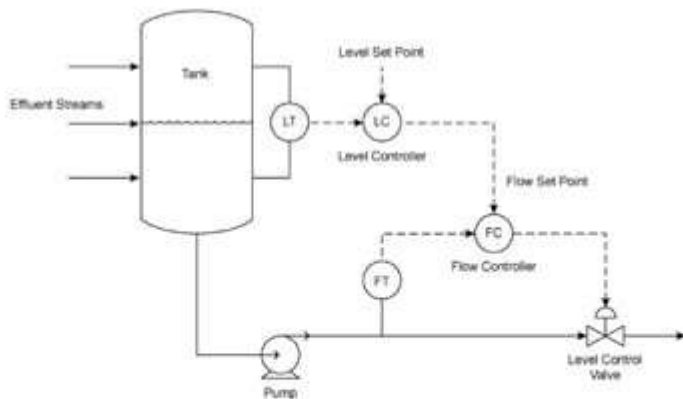 Tank
Level Set Point
Effluent Streams
LT
LC
Level Controller
Flow Set Point
FC
Flow Controller
FT
Level Control
Valve
Pump